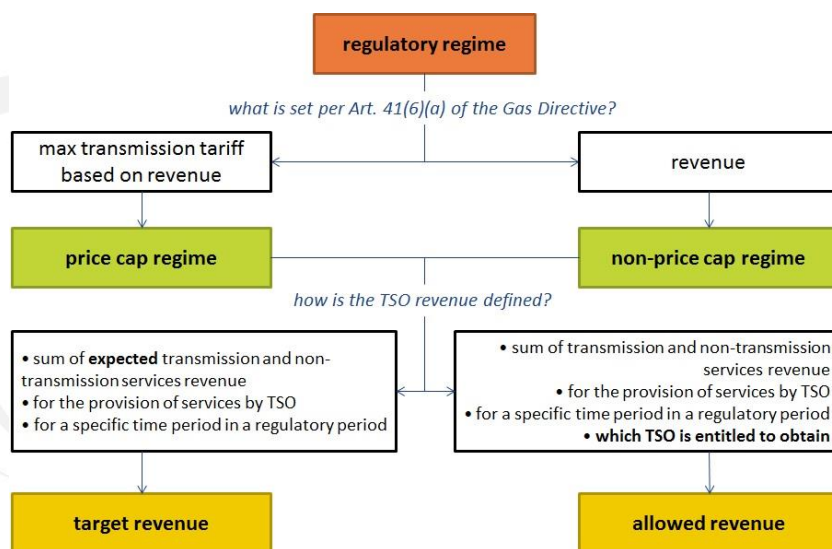 regulatory regime
what is set per Art. 41(6)(a) of the Gas Directive?
max transmission tariff
based on revenue
revenue
price cap regime
non-price cap regime
how is the TSO revenue defined?
• sum of expected transmission and non-
transmission services revenue
• for the provision of services by TSO
• for a specific time period in a regulatory period
• sum of transmission and non-transmission
services revenue
• for the provision of services by TSO
• for a specific time period in a regulatory period
• which TSO is entitled to obtain
target revenue
allowed revenue